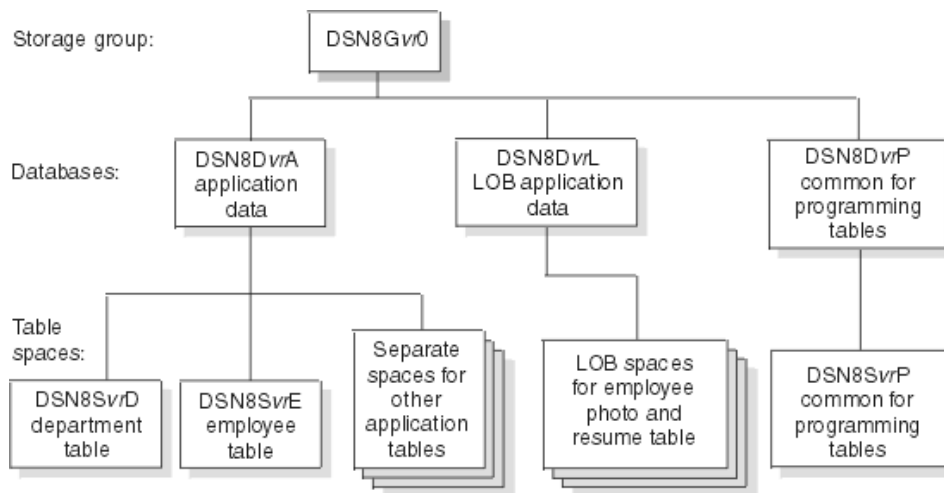 Storage group:
DSN8Gvr0
Databases:
DSN8DvrA
application
data
DSN8DvrL
LOB application
data
DSN8DvrP
common for
programming
tables
Table
spaces:
DSN8SvrD
department
table
DSN8SvrE
employee
table
Separate
spaces for
other
application
tables
LOB spaces
for employee
photo and
resume table
DSN8SvrP
common for
programming
tables